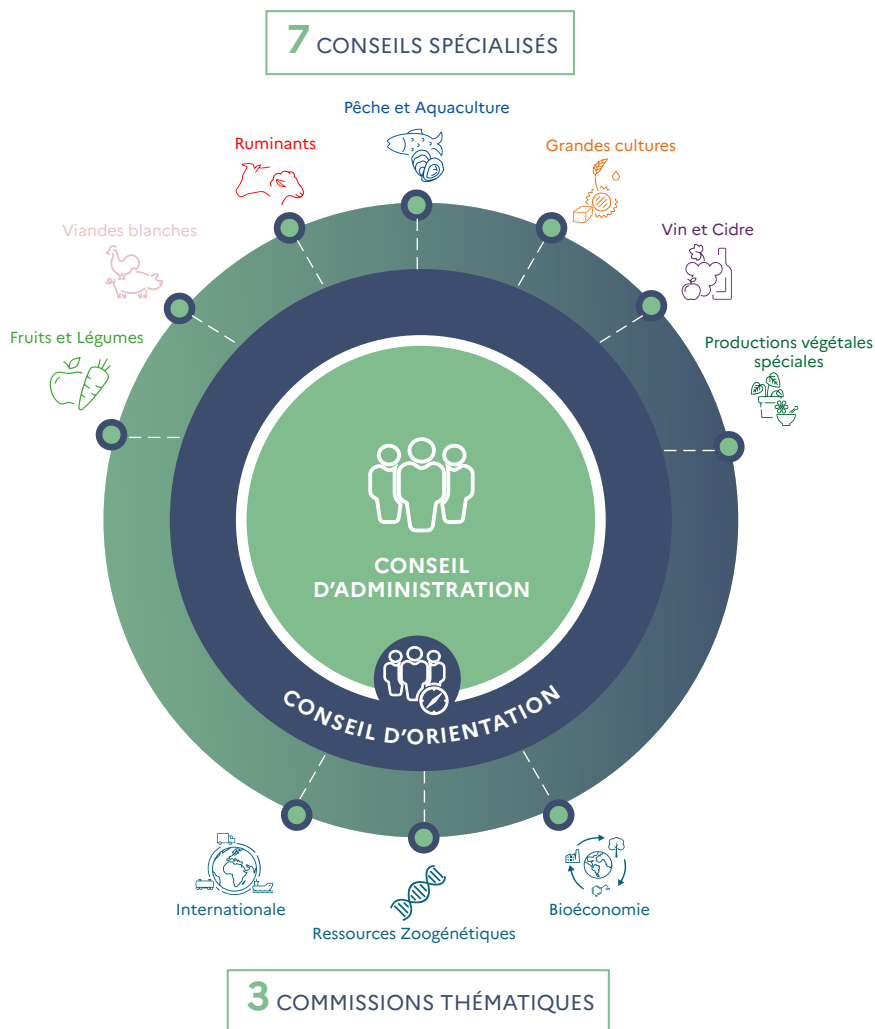 7 CONSEILS SPÉCIALISÉS
Pêche et Aquaculture
Ruminants
Grandes cultures
Viandes blanches
Vin et Cidre
Fruits et Légumes
Productions végétales
spéciales
CONSEIL
D'ADMINISTRATION
CONSEIL D'ORIENTATION
Internationale
Ressources Zoogénétiques
Bioéconomie
3 COMMISSIONS THÉMATIQUES